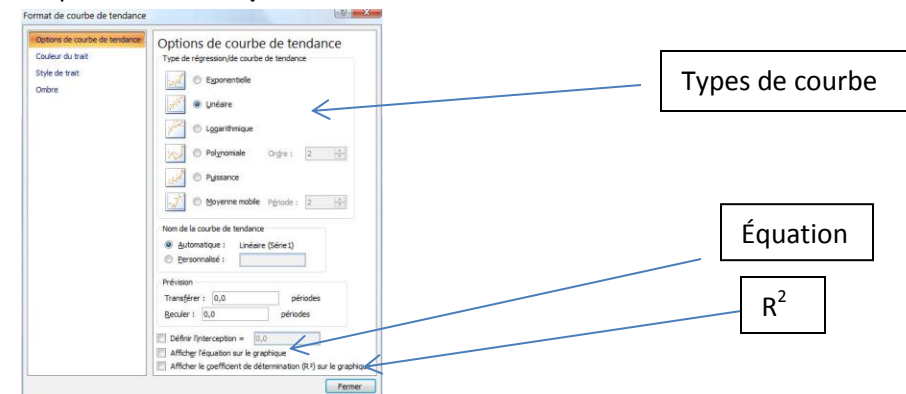 Format de courbe de tendance
Options de courbe de tendance
Couleur du trait
Style de trait
Ombre
Options de courbe de tendance
Type de régression/de courbe de tendance
Exponentielle
Linéaire
Logarithmique
Polynomiale Ordre : 2
Puissance
Moyenne mobile Période : 2
Nom de la courbe de tendance
Automatique : Linéaire (Série1)
Personnalisé :
Prévision
Transférer : 0,0 périodes
Reculer : 0,0 périodes
Définir l'interception = 0,0
Afficher l'équation sur le graphique
Afficher le coefficient de détermination (R²) sur le graphique
Fermer
Types de courbe
Équation
R²